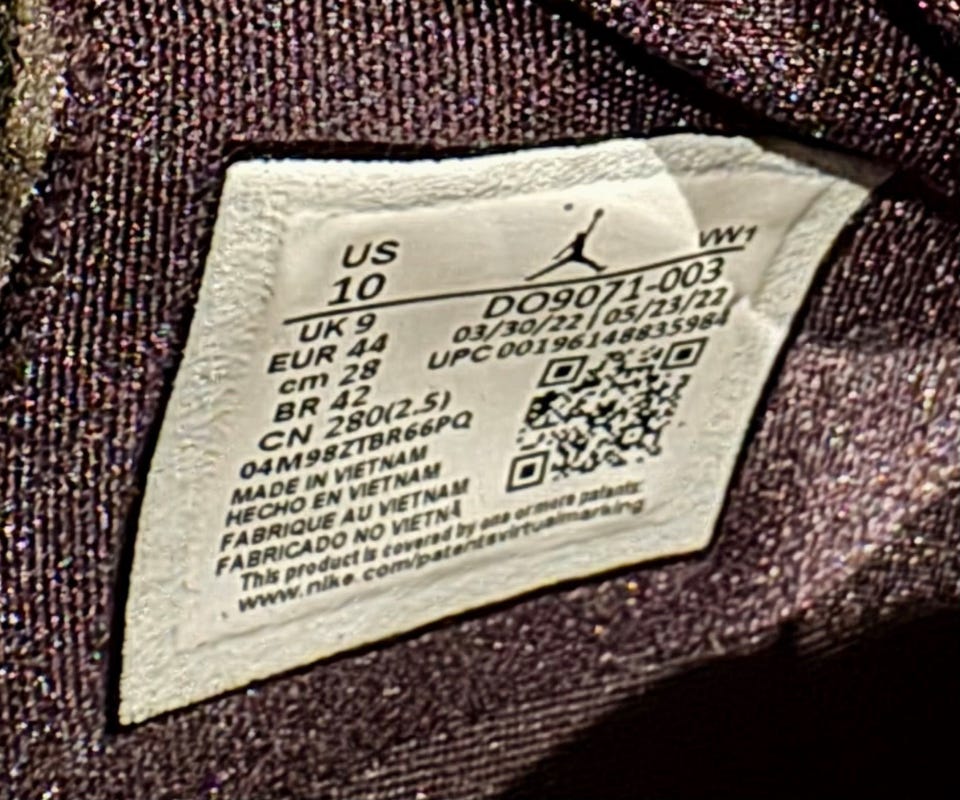 US
10
VW1
UK 9
EUR 44
cm 28
BR 42
CN 280(2.5)
04M98ZTBR66PQ
MADE IN VIETNAM
HECHO EN VIETNAM
FABRIQUE AU VIETNAM
FABRICADO NO VIETNÃ
DO9071-003
03/30/22 / 05/23/22
UPC 00196148835984
This product is covered by one or more patents:
www.nike.com/patentsvirtualmarking